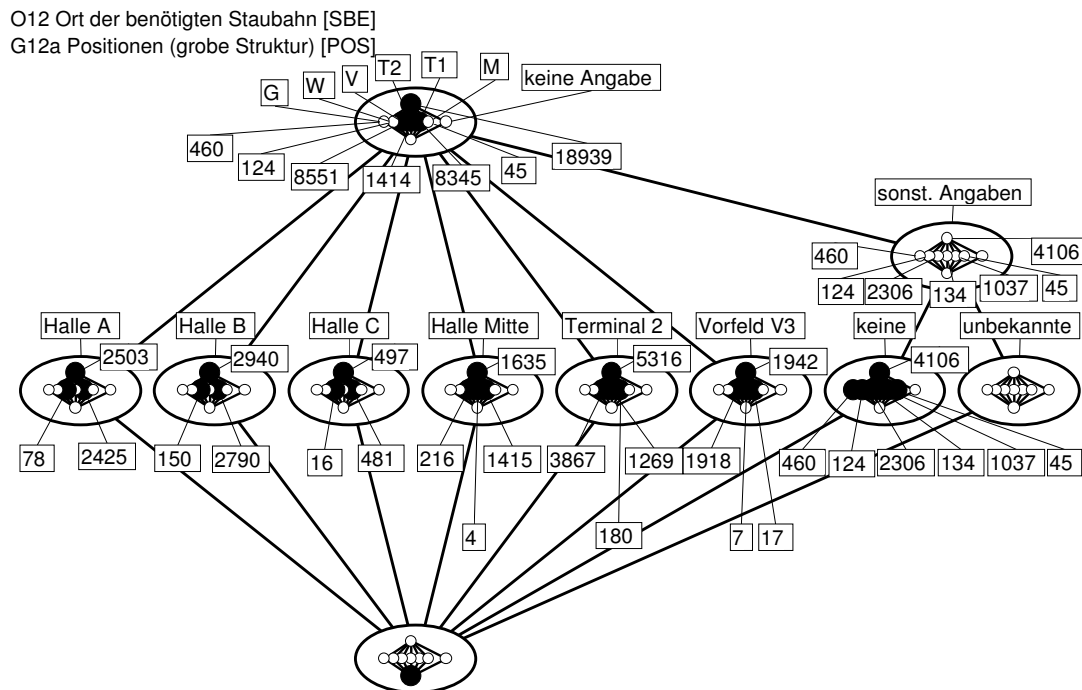 O12 Ort der benötigten Staubahn [SBE]
G12a Positionen (grobe Struktur) [POS]
G
W
V
T2
T1
M
keine Angabe
460
124
8551
1414
8345
45
18939
sonst. Angaben
460
4106
124
2306
134
1037
45
Halle A
Halle B
Halle C
Halle Mitte
Terminal 2
Vorfeld V3
keine
unbekannte
2503
2940
497
1635
5316
1942
4106
78
2425
150
2790
16
481
216
1415
3867
1269
1918
460
124
2306
134
1037
45
4
180
7
17